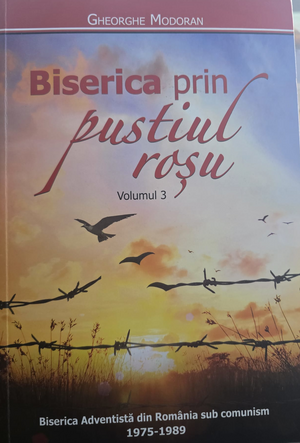 GHEORGHE MODORAN
Biserica prin
pustiul
roșu
Volumul 3
Biserica Adventistă din România sub comunism
1975-1989